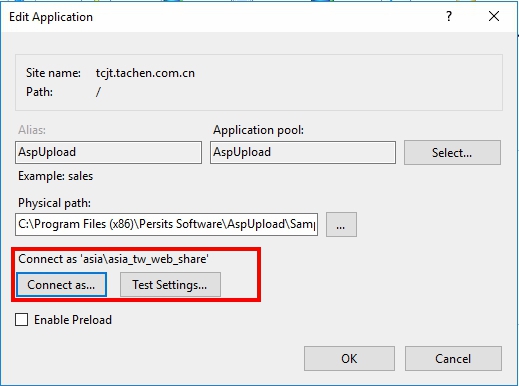 Edit Application
?
Site name: tcjt.tachen.com.cn
Path: /
Alias: Application pool:
AspUpload AspUpload Select...
Example: sales
Physical path:
C:\Program Files (x86)\Persits Software\AspUpload\Samp ...
Connect as 'asia\asia_tw_web_share'
Connect as... Test Settings...
Enable Preload
OK Cancel